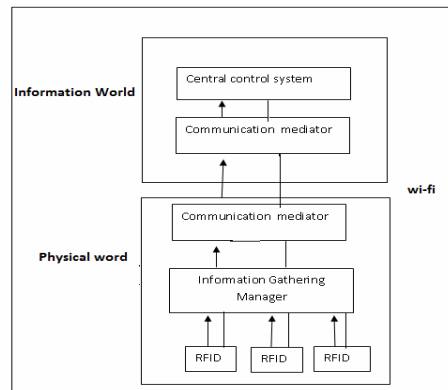 Central control system
Information World
Communication mediator
wi-fi
Communication mediator
Physical word
Information Gathering
Manager
RFID
RFID
RFID